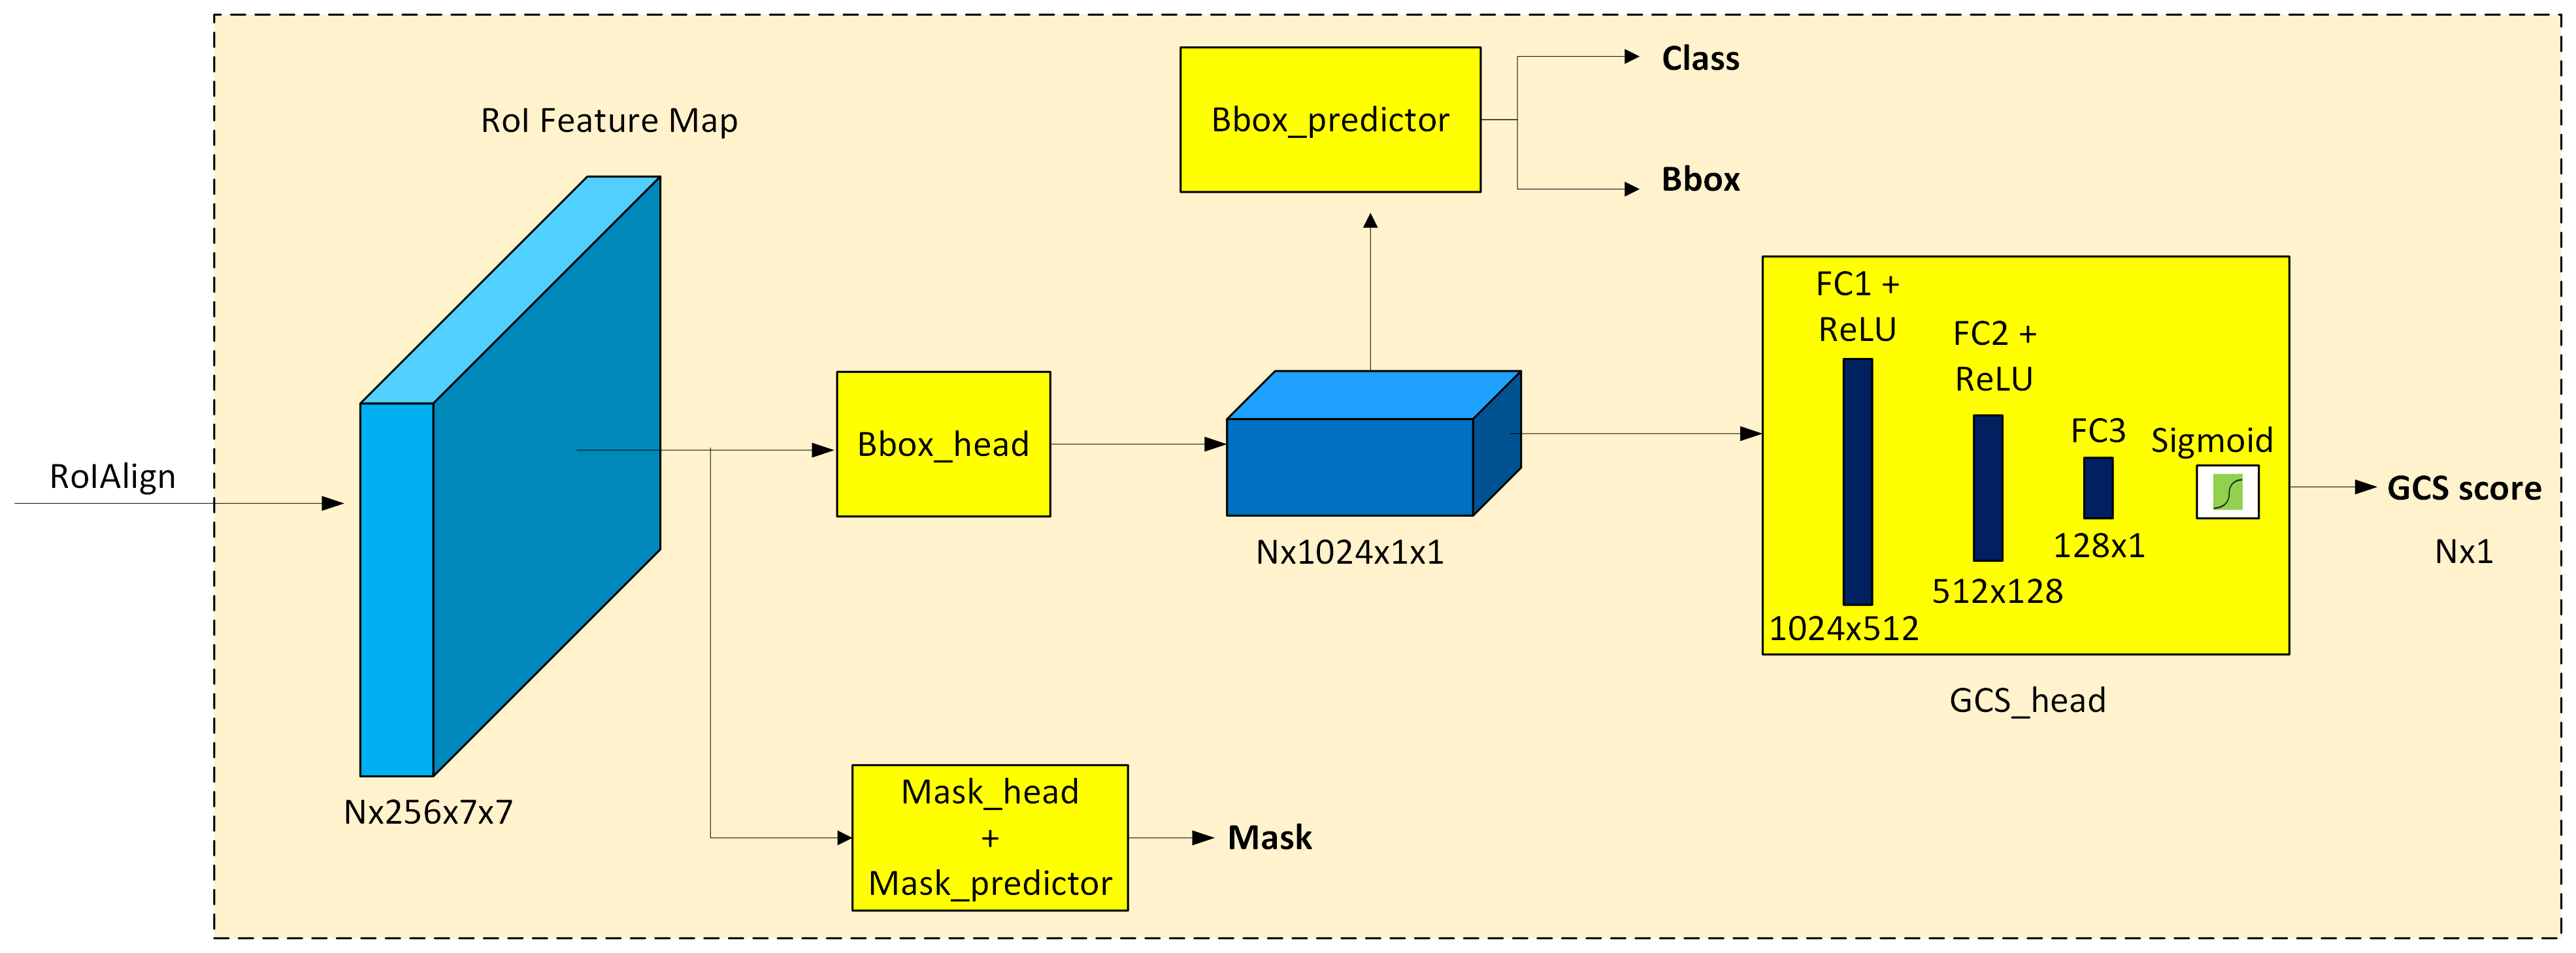 RoIAlign
RoI Feature Map
Nx256x7x7
Bbox_head
Nx1024x1x1
Bbox_predictor
Class
Bbox
Mask_head
+
Mask_predictor
Mask
FC1 +
ReLU
1024x512
FC2 +
ReLU
512x128
FC3
128x1
Sigmoid
GCS_head
GCS score
Nx1